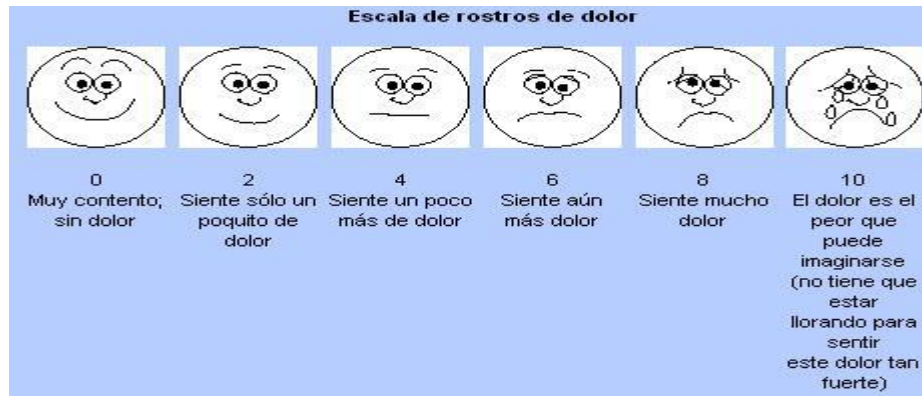 Escala de rostros de dolor
0
Muy contento;
sin dolor
2
Siente sólo un
poquito de
dolor
4
Siente un poco
más de dolor
6
Siente aún
más dolor
8
Siente mucho
dolor
10
El dolor es el
peor que
puede
imaginarse
(no tiene que
estar
llorando para
sentir
este dolor tan
fuerte)